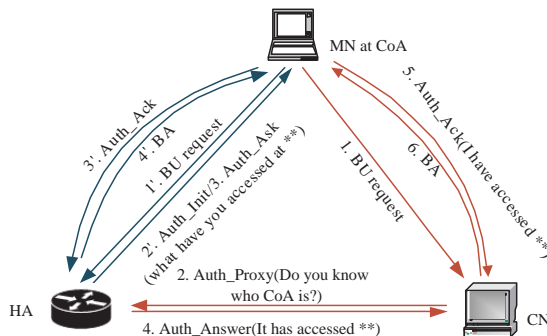 MN at CoA
3'. Auth_Ack
4'. BA
1'. BU request
2'. Auth_Init/3. Auth_Ask
(what have you accessed at **)
1. BU request
6. BA
5. Auth_Ack(I have accessed **)
2. Auth_Proxy(Do you know
who CoA is?)
HA
CN
4. Auth_Answer(It has accessed **)